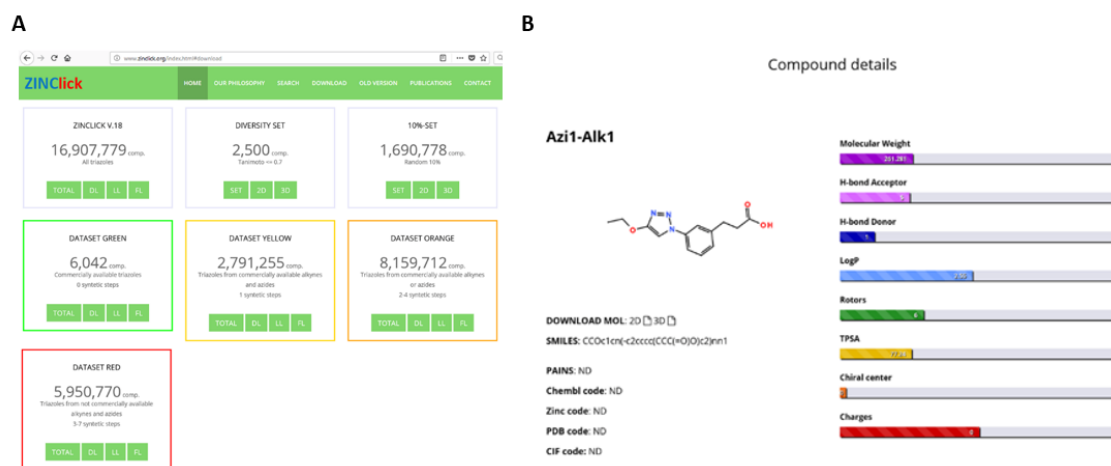 A
B
www.zinclick.org/index.html#download
ZINClick
HOME OUR PHILOSOPHY SEARCH DOWNLOAD OLD VERSION PUBLICATIONS CONTACT
ZINCLICK V.18
16,907,779 comp.
All triazoles
TOTAL DL LL FL
DIVERSITY SET
2,500 comp.
Tanimoto <= 0.7
SET 2D 3D
10%-SET
1,690,778 comp.
Random 10%
SET 2D 3D
DATASET GREEN
6,042 comp.
Commercially available triazoles
0 syntetic steps
TOTAL DL LL FL
DATASET YELLOW
2,791,255 comp.
Triazoles from commercially available alkynes
and azides
1 syntetic steps
TOTAL DL LL FL
DATASET ORANGE
8,159,712 comp.
Triazoles from commercially available alkynes
or azides
2-4 syntetic steps
TOTAL DL LL FL
DATASET RED
5,950,770 comp.
Triazoles from not commercially available
alkynes and azides
5-7 syntetic steps
TOTAL DL LL FL
Compound details
Azi1-Alk1
N N
O N
O
OH
DOWNLOAD MOL: 2D 3D
SMILES: CCOc1cn(-c2cccc(CCC(=O)O)c2)nn1
PAINS: ND
Chembl code: ND
Zinc code: ND
PDB code: ND
CIF code: ND
Molecular Weight
H-bond Acceptor
5
H-bond Donor
1
LogP
Rotors
6
TPSA
Chiral center
Charges